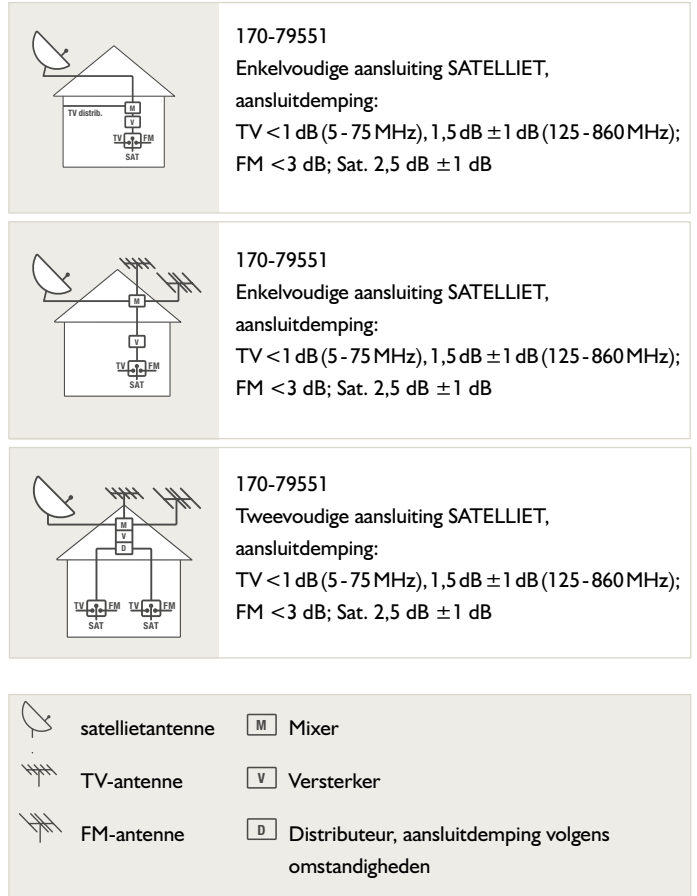 170-79551
Enkelvoudige aansluiting SATELLIET,
aansluitdemping:
TV <1 dB (5 - 75 MHz), 1,5 dB ±1 dB (125 - 860 MHz);
FM <3 dB; Sat. 2,5 dB ±1 dB
TV distrib.
M
V
TV FM
SAT
170-79551
Enkelvoudige aansluiting SATELLIET,
aansluitdemping:
TV <1 dB (5 - 75 MHz), 1,5 dB ±1 dB (125 - 860 MHz);
FM <3 dB; Sat. 2,5 dB ±1 dB
M
V
TV FM
SAT
170-79551
Tweevoudige aansluiting SATELLIET,
aansluitdemping:
TV <1 dB (5 - 75 MHz), 1,5 dB ±1 dB (125 - 860 MHz);
FM <3 dB; Sat. 2,5 dB ±1 dB
M
V
D
TV FM TV FM
SAT SAT
satellietantenne M Mixer
TV-antenne V Versterker
FM-antenne D Distributeur, aansluitdemping volgens
omstandigheden